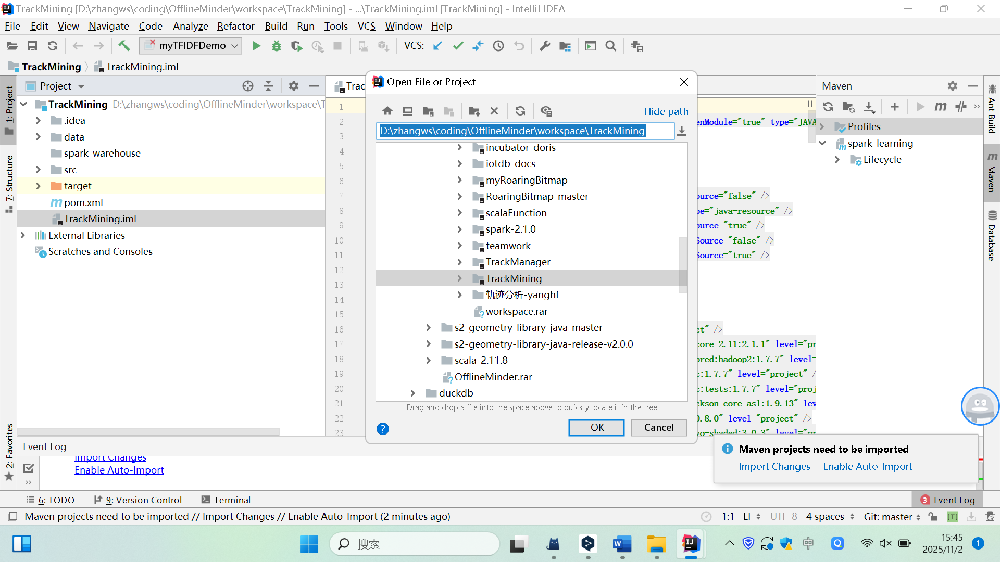 TrackMining [D:\zhangws\coding\OfflineMinder\workspace\TrackMining] - ...\TrackMining.iml [TrackMining] - IntelliJ IDEA
File Edit View Navigate Code Analyze Refactor Build Run Tools VCS Window Help
myTFIDFDemo VCS:
TrackMining TrackMining.iml
1: Project
7: Structure
2: Favorites
Project
TrackMining D:\zhangws\coding\OfflineMinder\workspace\T
.idea
data
spark-warehouse
src
target
pom.xml
TrackMining.iml
External Libraries
Scratches and Consoles
Trac
1
2
3
4
5
6
7
8
9
10
11
12
13
14
15
16
17
18
19
20
21
22
23
Open File or Project
Hide path
D:\zhangws\coding\OfflineMinder\workspace\TrackMining
incubator-doris
iotdb-docs
myRoaringBitmap
RoaringBitmap-master
scalaFunction
spark-2.1.0
teamwork
TrackManager
TrackMining
轨迹分析-yanghf
workspace.rar
s2-geometry-library-java-master
s2-geometry-library-java-release-v2.0.0
scala-2.11.8
OfflineMinder.rar
duckdb
Drag and drop a file into the space above to quickly locate it in the tree
?
OK Cancel
enModule="true" type="JAVA
ource="false" />
pe="java-resource" />
ource="true" />
Source="false" />
Source="true" />
ct" />
core_2.11:2.1.1" level="pr
pred:hadoop2:1.7.7" level=
c:1.7.7" level="project" /
c:tests:1.7.7" level="proj
ckson-core-asl:1.9.13" lev
0.8.0" level="project" />
yo-shaded:3.0.3" level="pr
Maven
Profiles
spark-learning
Lifecycle
Ant Build
Maven
Database
Event Log
Import Changes
Enable Auto-Import
Maven projects need to be imported
Import Changes Enable Auto-Import
6: TODO 9: Version Control Terminal
3 Event Log
Maven projects need to be imported // Import Changes // Enable Auto-Import (2 minutes ago)
1:1 LF UTF-8 4 spaces Git: master [T]
搜索
中
15:45
2025/11/2
1